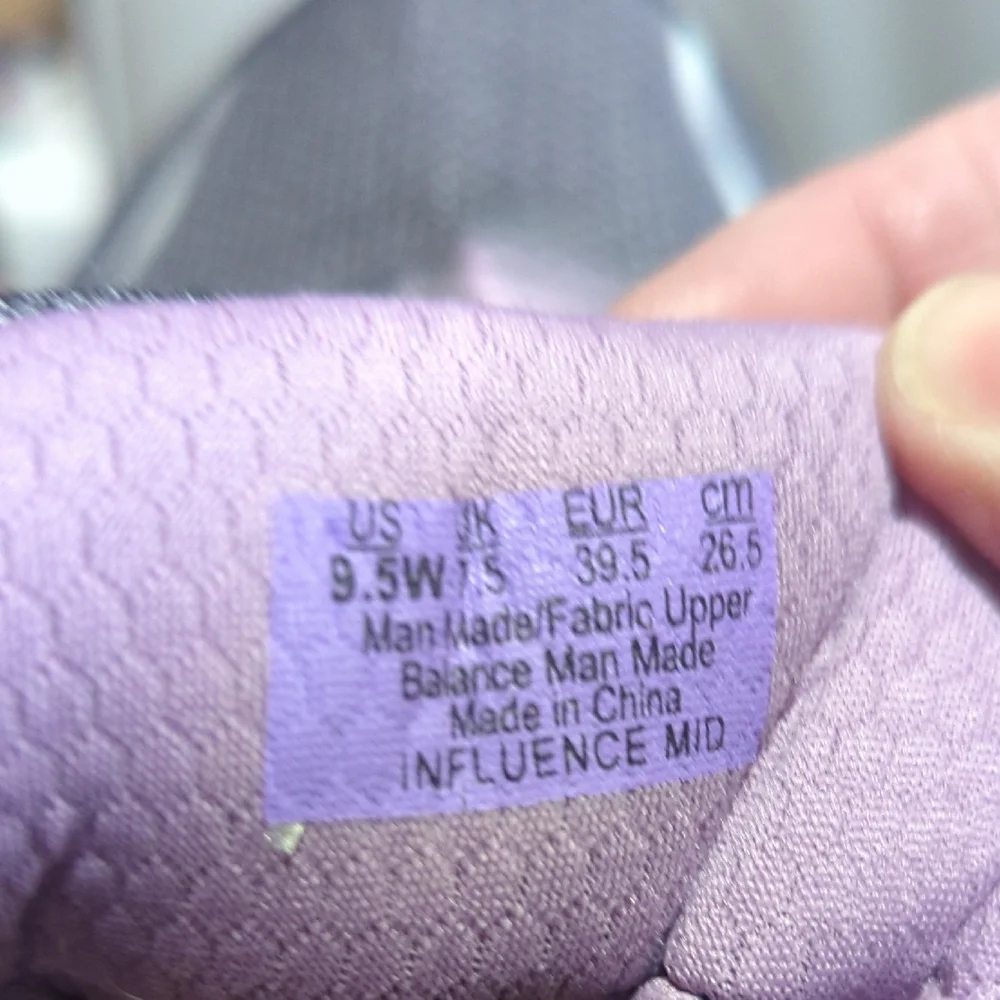 US UK EUR cm
9.5W 7.5 39.5 26.5
Man Made/Fabric Upper
Balance Man Made
Made in China
INFLUENCE MID